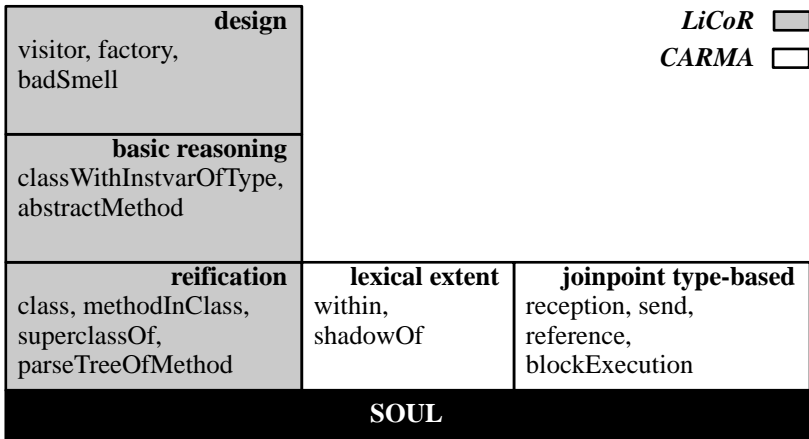 design
visitor, factory,
badSmell
LiCoR
CARMA
basic reasoning
classWithInstvarOfType,
abstractMethod
reification
class, methodInClass,
superclassOf,
parseTreeOfMethod
lexical extent
within,
shadowOf
joinpoint type-based
reception, send,
reference,
blockExecution
SOUL